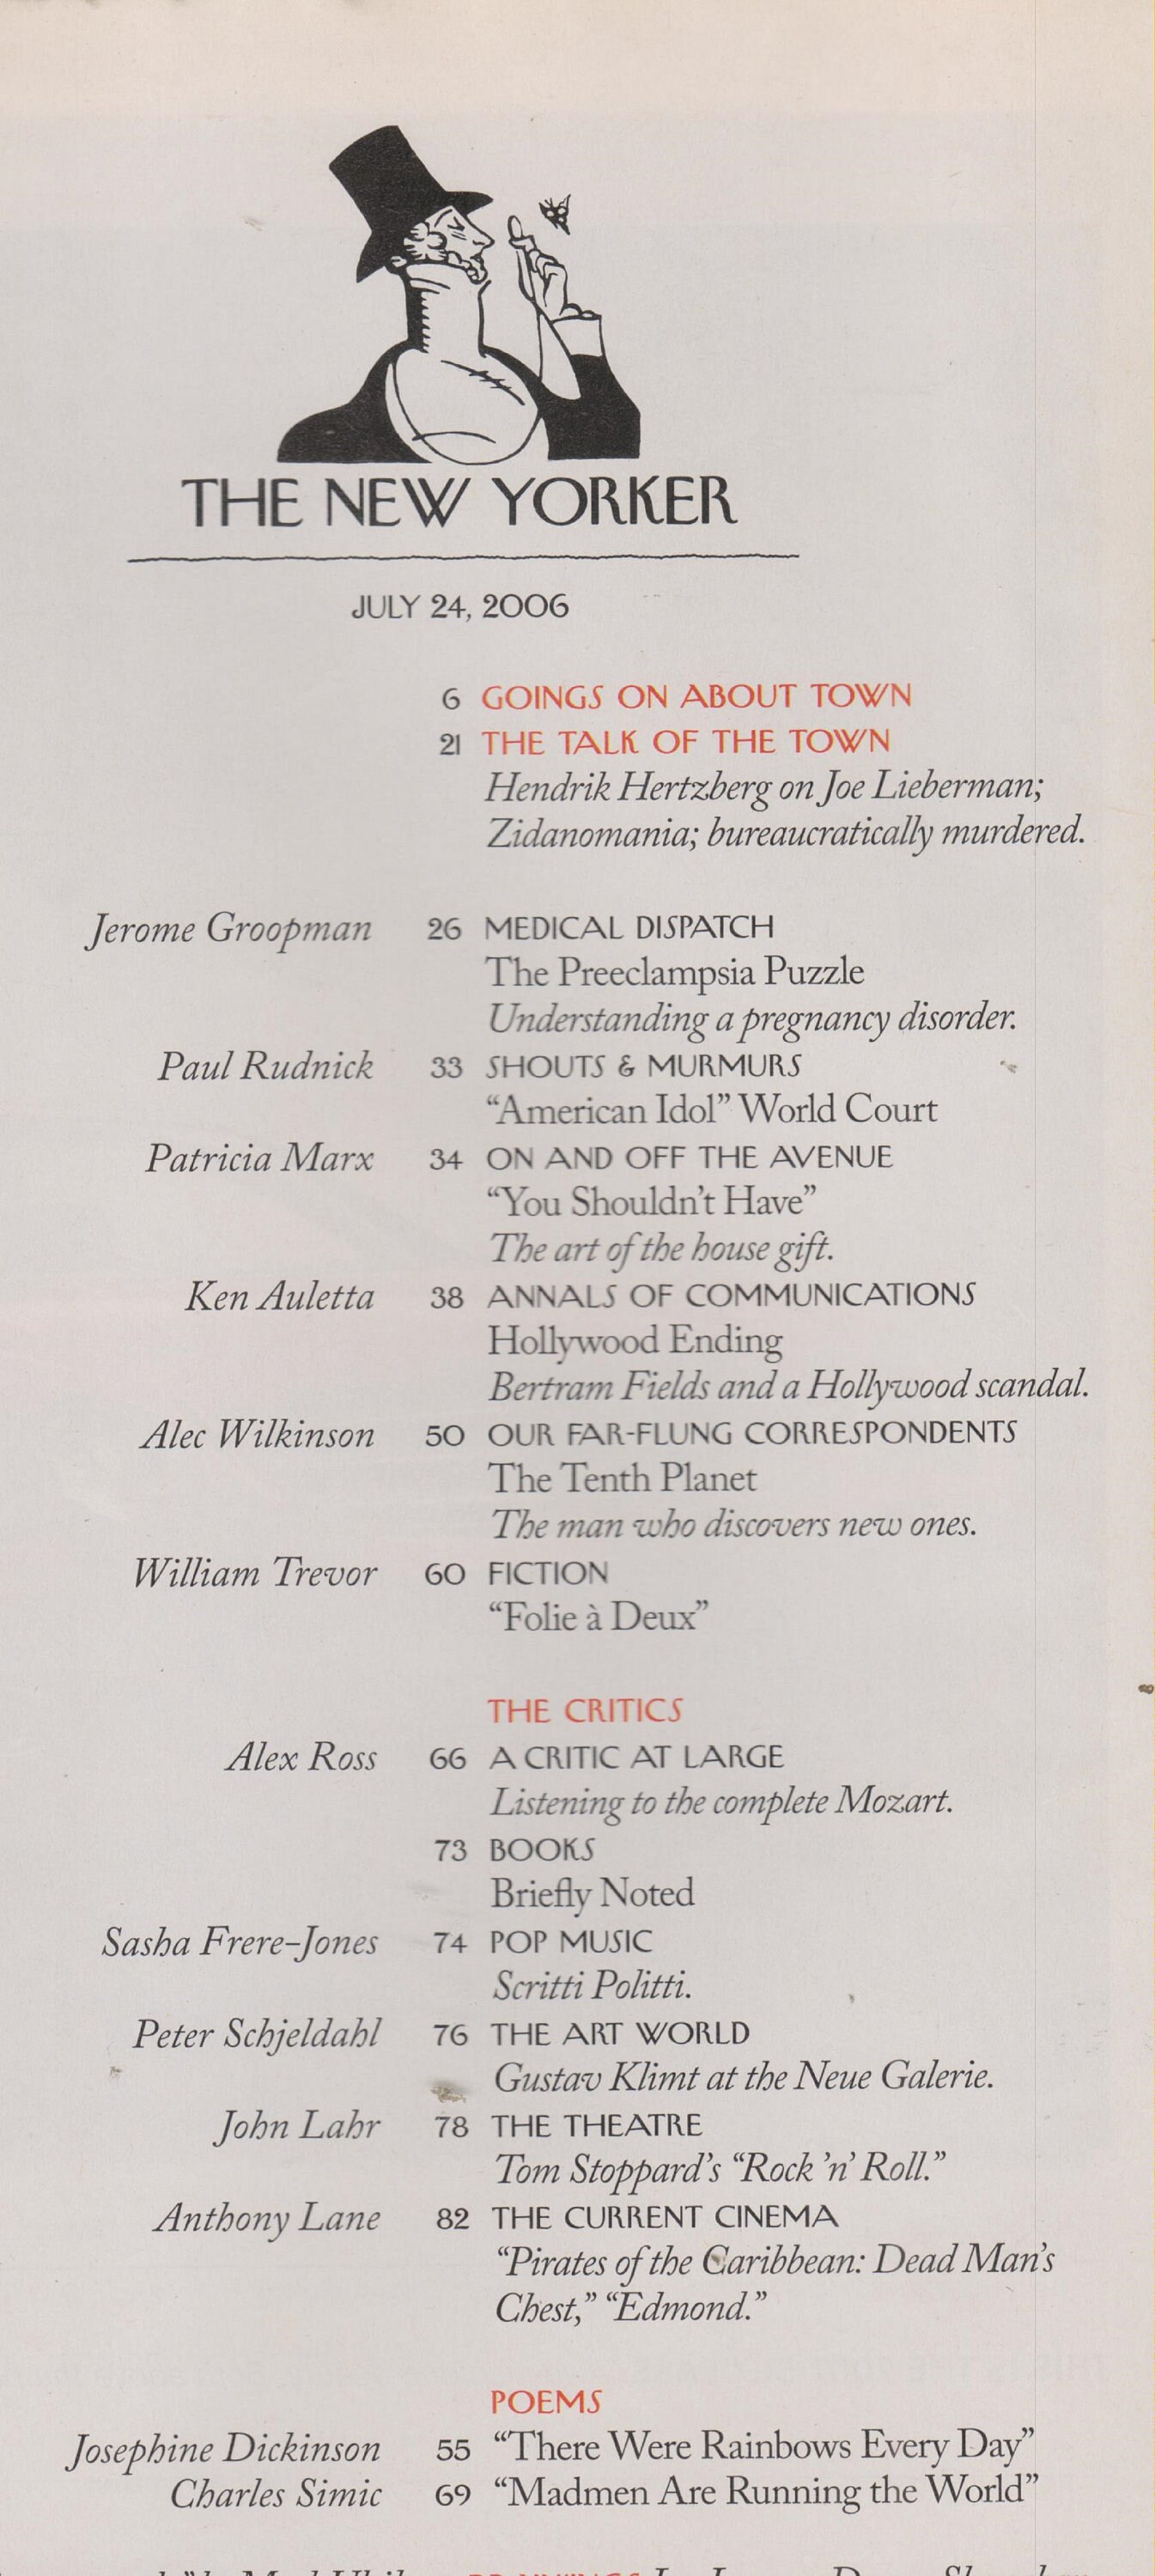 THE NEW YORKER
JULY 24, 2006
6 GOINGS ON ABOUT TOWN
21 THE TALK OF THE TOWN
Hendrik Hertzberg on Joe Lieberman;
Zidanomania; bureaucratically murdered.
Jerome Groopman 26 MEDICAL DISPATCH
The Preeclampsia Puzzle
Understanding a pregnancy disorder.
Paul Rudnick 33 SHOUTS & MURMURS
“American Idol” World Court
Patricia Marx 34 ON AND OFF THE AVENUE
“You Shouldn’t Have”
The art of the house gift.
Ken Auletta 38 ANNALS OF COMMUNICATIONS
Hollywood Ending
Bertram Fields and a Hollywood scandal.
Alec Wilkinson 50 OUR FAR-FLUNG CORRESPONDENTS
The Tenth Planet
The man who discovers new ones.
William Trevor 60 FICTION
“Folie à Deux”
THE CRITICS
Alex Ross 66 A CRITIC AT LARGE
Listening to the complete Mozart.
73 BOOKS
Briefly Noted
Sasha Frere-Jones 74 POP MUSIC
Scritti Politti.
Peter Schjeldahl 76 THE ART WORLD
Gustav Klimt at the Neue Galerie.
John Lahr 78 THE THEATRE
Tom Stoppard’s “Rock ’n’ Roll.”
Anthony Lane 82 THE CURRENT CINEMA
“Pirates of the Caribbean: Dead Man’s
Chest,” “Edmond.”
POEMS
Josephine Dickinson 55 “There Were Rainbows Every Day”
Charles Simic 69 “Madmen Are Running the World”